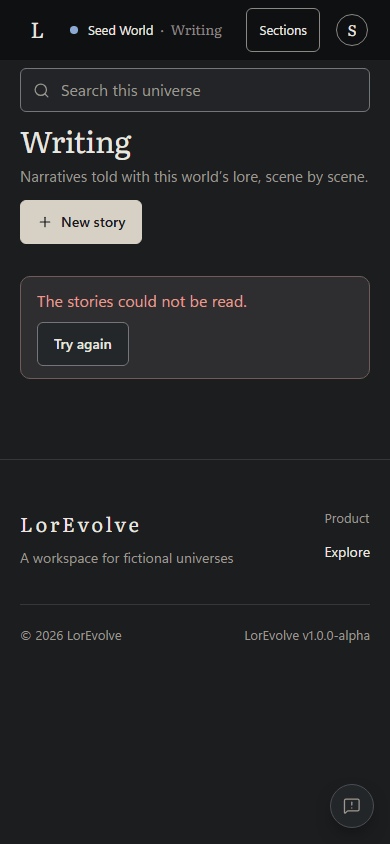 L Seed World · Writing Sections S
Search this universe
Writing
Narratives told with this world's lore, scene by scene.
+ New story
The stories could not be read.
Try again
LorEvolve
A workspace for fictional universes
Product
Explore
© 2026 LorEvolve
LorEvolve v1.0.0-alpha